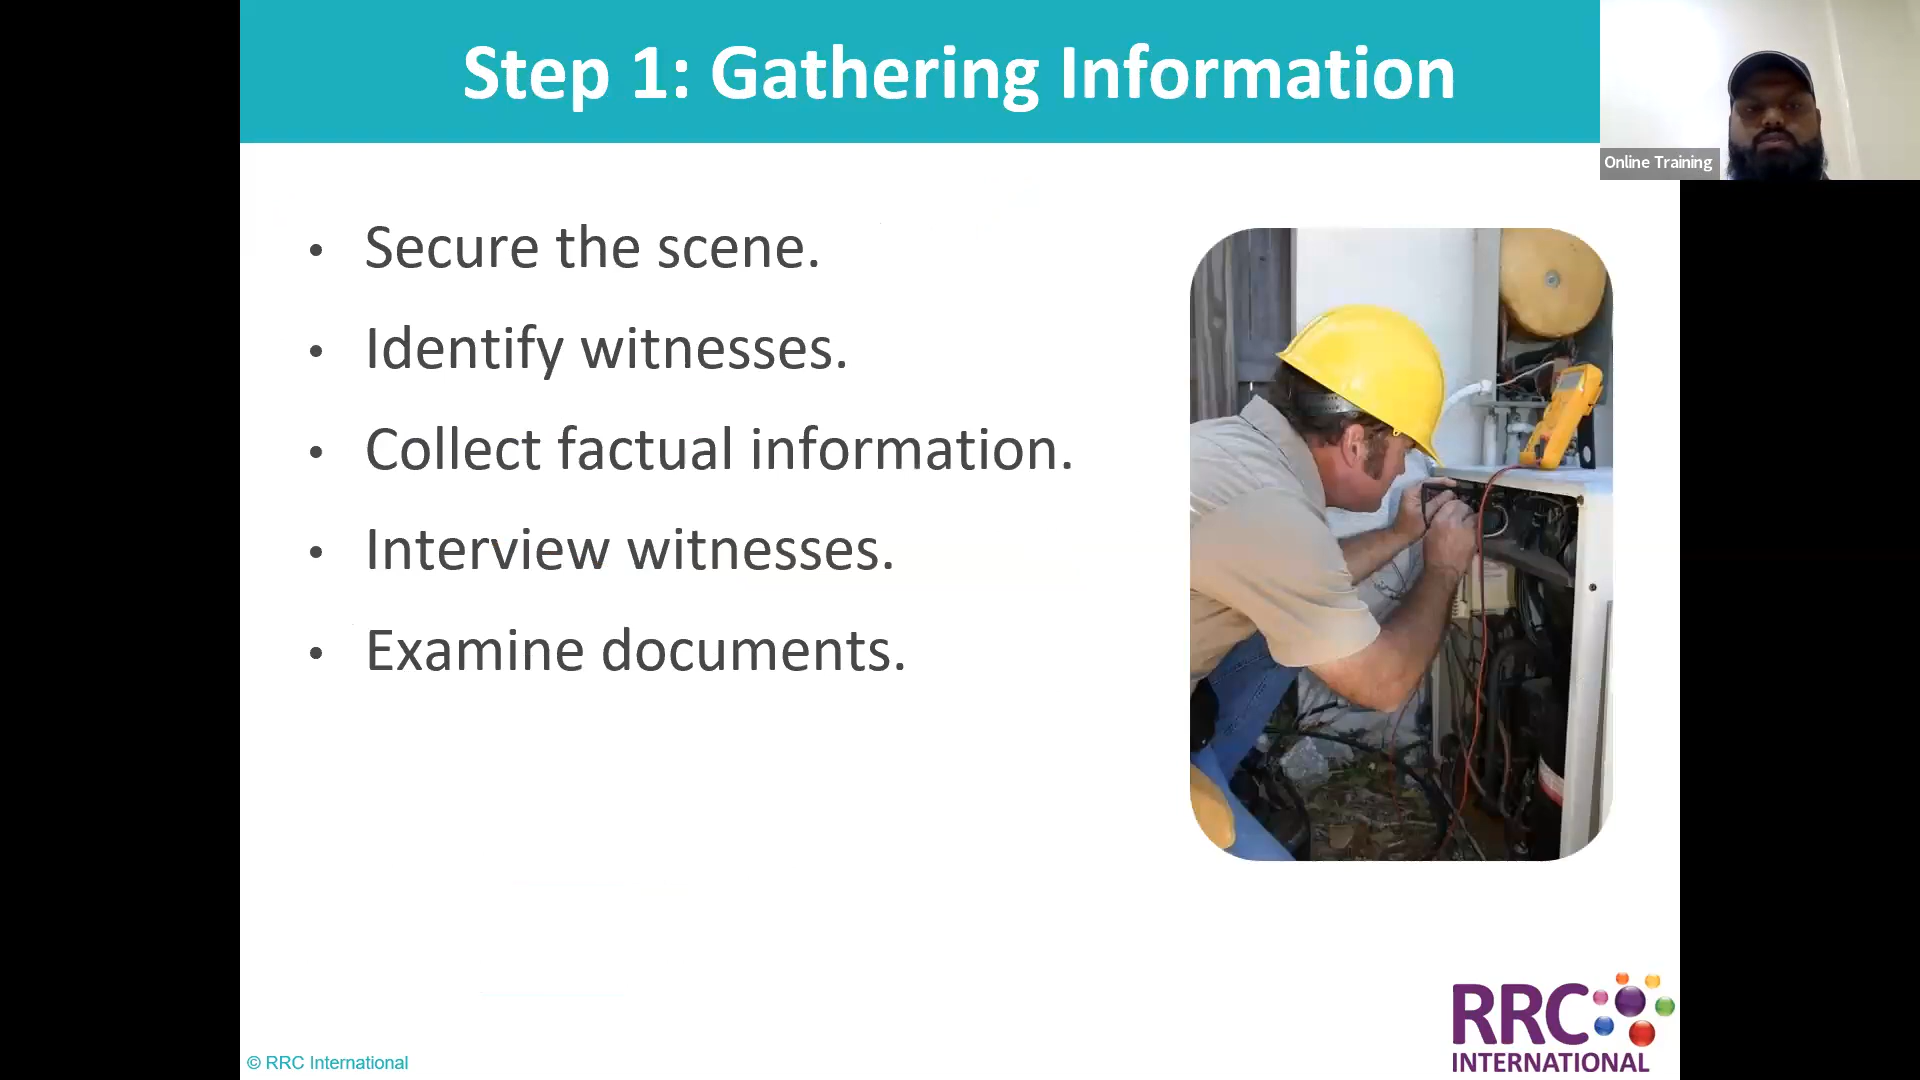 Step 1: Gathering Information
Online Training
• Secure the scene.
• Identify witnesses.
• Collect factual information.
• Interview witnesses.
• Examine documents.
RRC
INTERNATIONAL
© RRC International